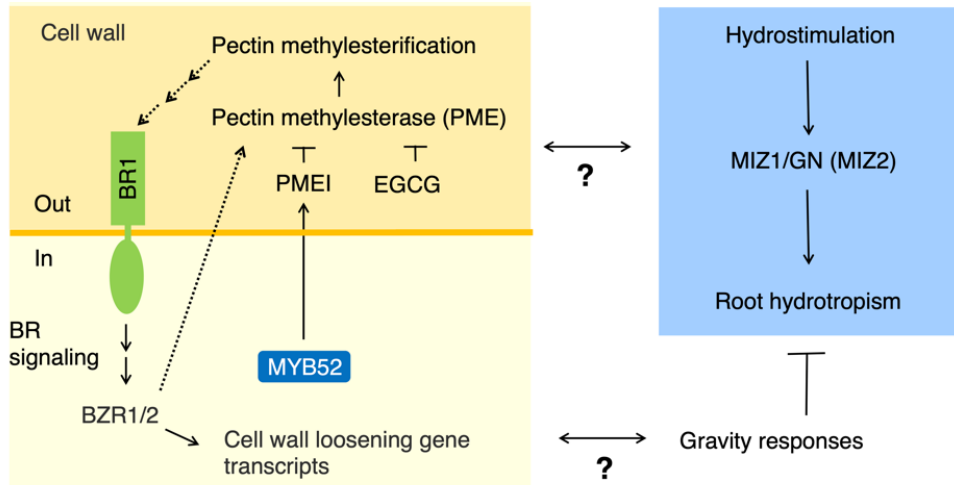 Cell wall
Pectin methylesterification
Pectin methylesterase (PME)
PMEI
EGCG
BR1
Out
In
BR
signaling
MYB52
BZR1/2
Cell wall loosening gene
transcripts
?
?
Hydrostimulation
MIZ1/GN (MIZ2)
Root hydrotropism
Gravity responses